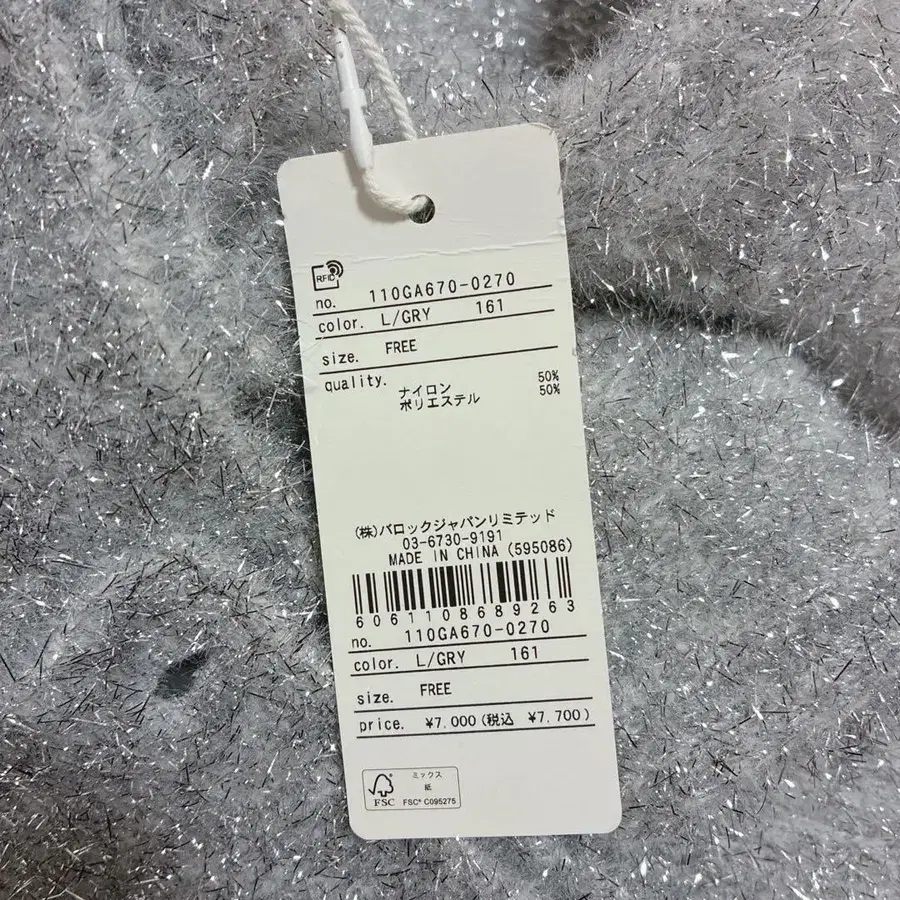 RFID
no. 110GA670-0270
color. L/GRY 161
size. FREE
quality.
ナイロン 50%
ポリエステル 50%
(株)バロックジャパンリミテッド
03-6730-9191
MADE IN CHINA (595086)
6061108689263
no. 110GA670-0270
color. L/GRY 161
size. FREE
price. ¥7,000(税込 ¥7,700)
ミックス
紙
FSC
FSC® C095275